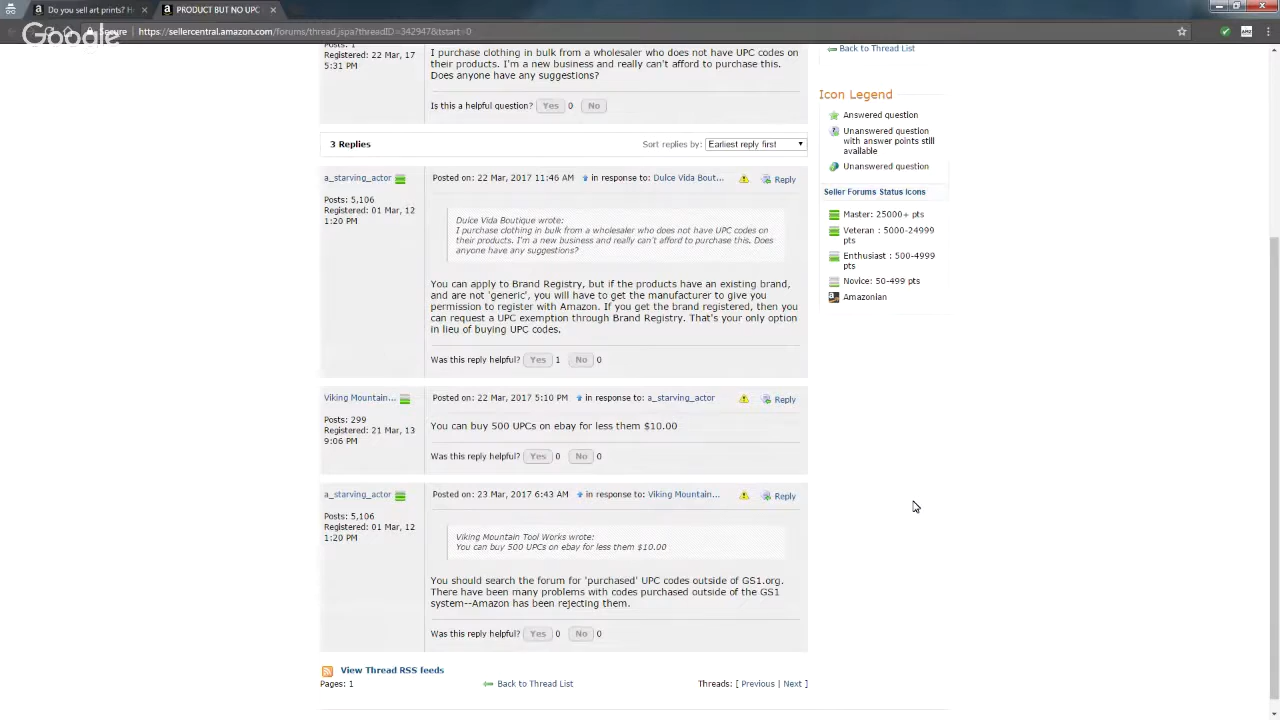 Do you sell art prints? H
PRODUCT BUT NO UPC
Google
Secure
https://sellercentral.amazon.com/forums/thread.jspa?threadID=342947&tstart=0
Posts: 1
Registered: 22 Mar, 17
5:31 PM
I purchase clothing in bulk from a wholesaler who does not have UPC codes on
their products. I'm a new business and really can't afford to purchase this.
Does anyone have any suggestions?
Is this a helpful question? Yes 0 No
3 Replies
Sort replies by: Earliest reply first
a_starving_actor
Posts: 5,106
Registered: 01 Mar, 12
1:20 PM
Posted on: 22 Mar, 2017 11:46 AM in response to: Dulce Vida Bout... Reply
Dulce Vida Boutique wrote:
I purchase clothing in bulk from a wholesaler who does not have UPC codes on
their products. I'm a new business and really can't afford to purchase this. Does
anyone have any suggestions?
You can apply to Brand Registry, but if the products have an existing brand,
and are not 'generic', you will have to get the manufacturer to give you
permission to register with Amazon. If you get the brand registered, then you
can request a UPC exemption through Brand Registry. That's your only option
in lieu of buying UPC codes.
Was this reply helpful? Yes 1 No 0
Viking Mountain...
Posts: 299
Registered: 21 Mar, 13
9:06 PM
Posted on: 22 Mar, 2017 5:10 PM in response to: a_starving_actor Reply
You can buy 500 UPCs on ebay for less them $10.00
Was this reply helpful? Yes 0 No 0
a_starving_actor
Posts: 5,106
Registered: 01 Mar, 12
1:20 PM
Posted on: 23 Mar, 2017 6:43 AM in response to: Viking Mountain... Reply
Viking Mountain Tool Works wrote:
You can buy 500 UPCs on ebay for less them $10.00
You should search the forum for 'purchased' UPC codes outside of GS1.org.
There have been many problems with codes purchased outside of the GS1
system--Amazon has been rejecting them.
Was this reply helpful? Yes 0 No 0
View Thread RSS feeds
Pages: 1
Back to Thread List
Threads: [ Previous | Next ]
Back to Thread List
Icon Legend
Answered question
Unanswered question
with answer points still
available
Unanswered question
Seller Forums Status Icons
Master: 25000+ pts
Veteran : 5000-24999
pts
Enthusiast : 500-4999
pts
Novice: 50-499 pts
Amazonian